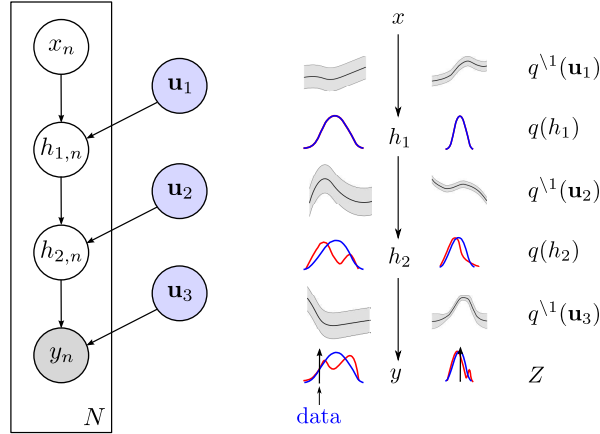 x_n
u_1
h_{1,n}
u_2
h_{2,n}
u_3
y_n
N
x
q^{\1}(u_1)
h_1
q(h_1)
q^{\1}(u_2)
h_2
q(h_2)
q^{\1}(u_3)
y
Z
data